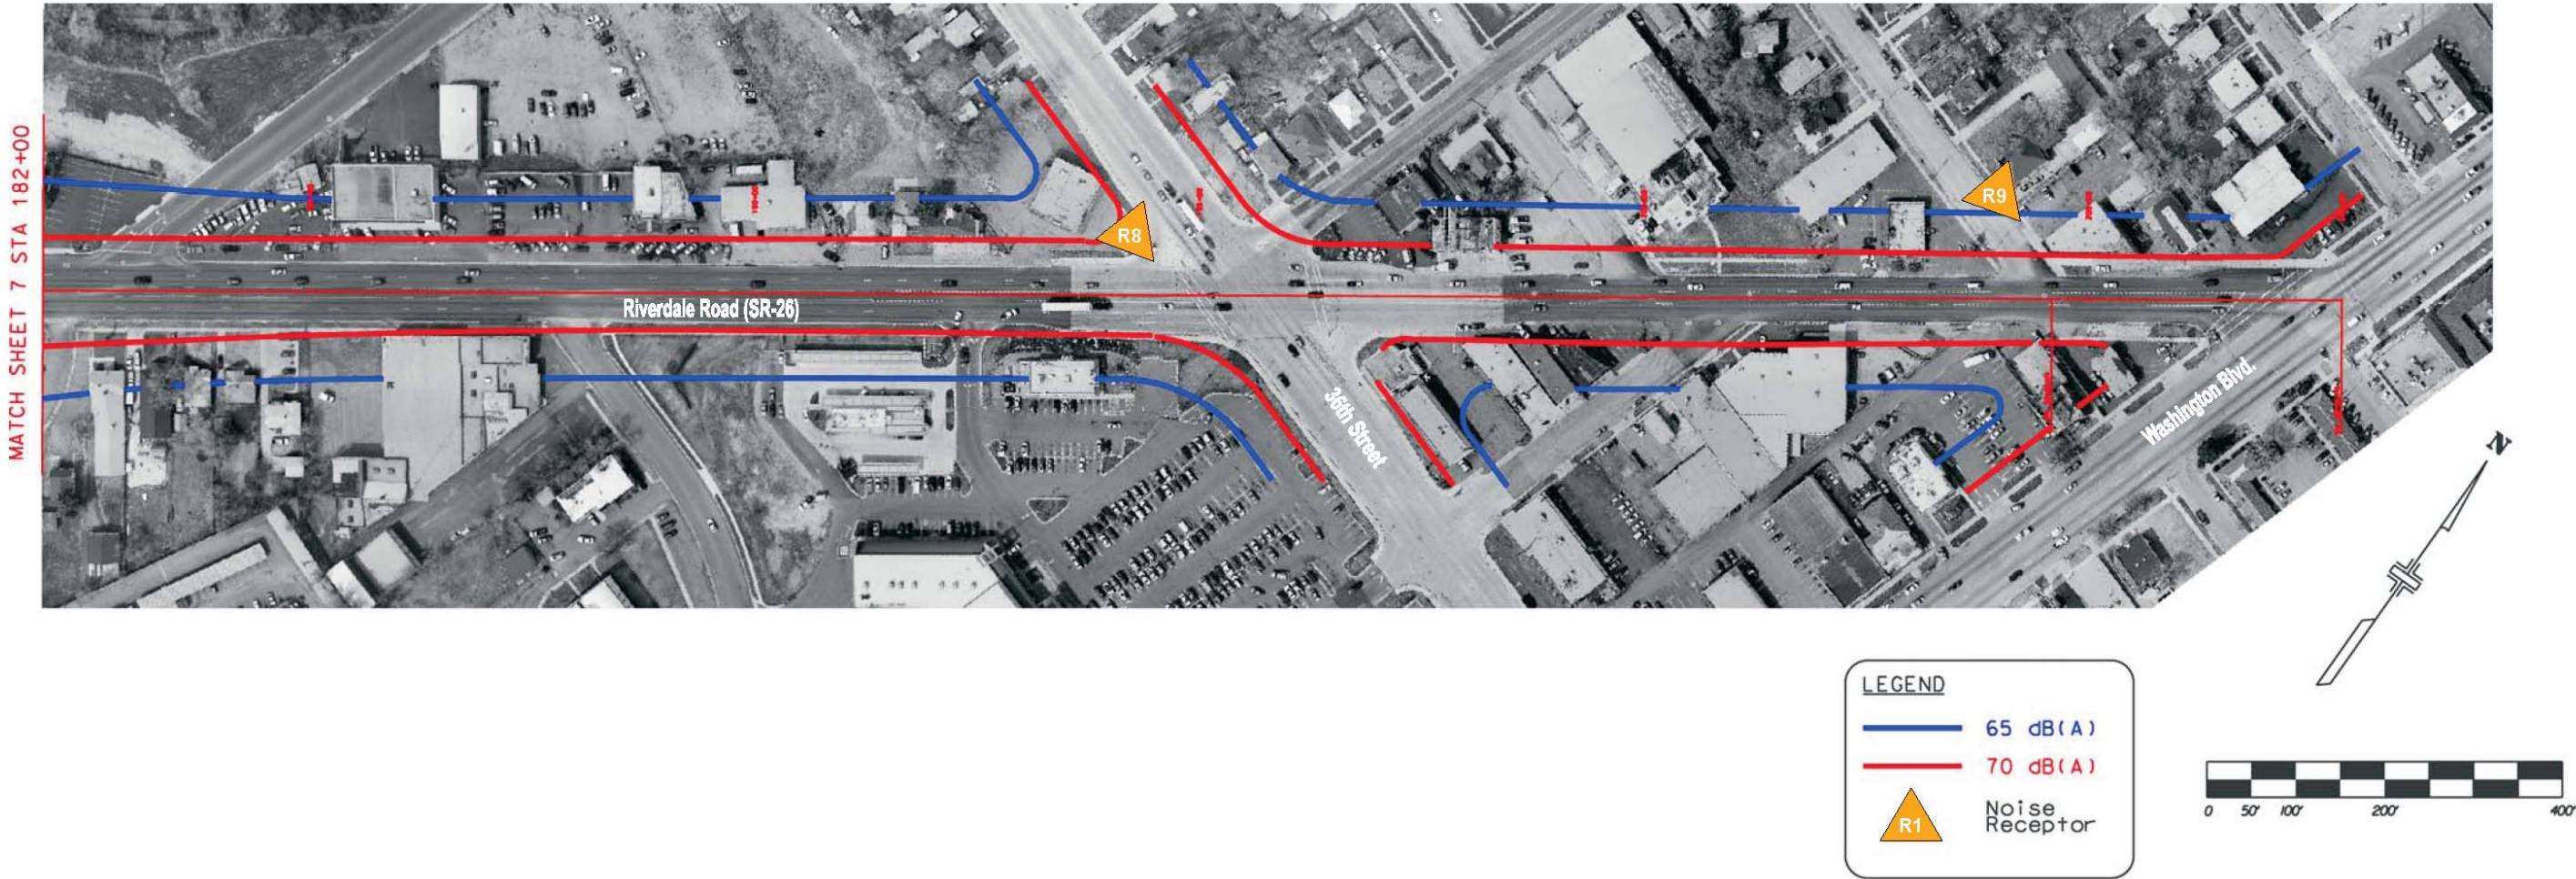 MATCH SHEET 7 STA 182+00
R8
R9
Riverdale Road (SR-26)
36th Street
Washington Blvd.
N
LEGEND
65 dB(A)
70 dB(A)
R1
Noise
Receptor
0 50' 100' 200' 400'